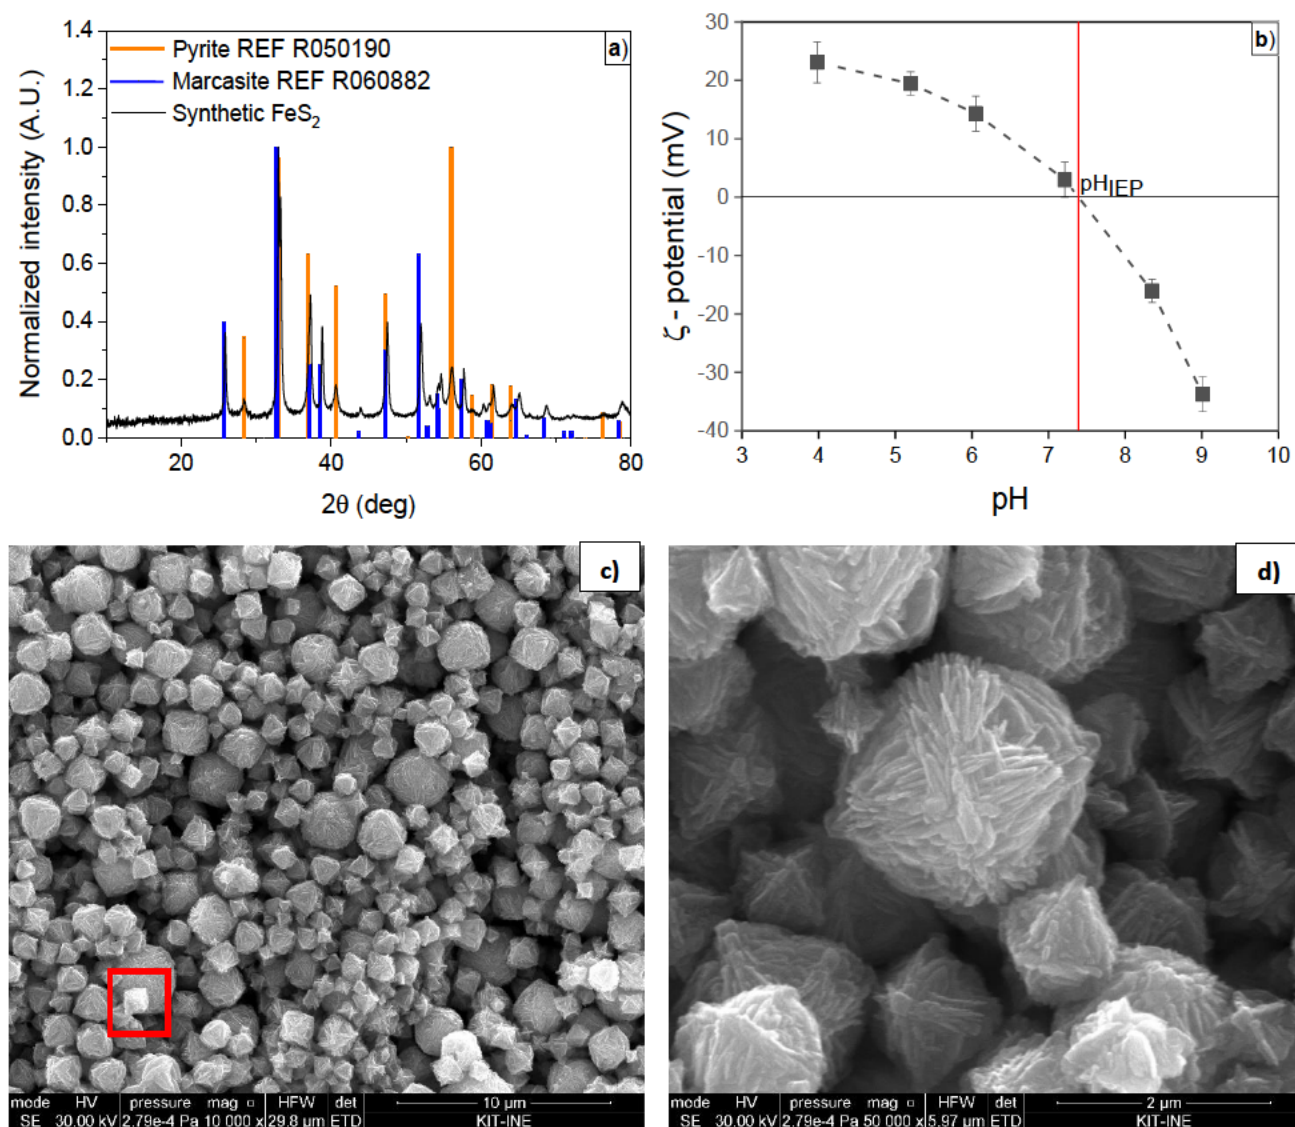 a)
Pyrite REF R050190
Marcasite REF R060882
Synthetic FeS₂
Normalized intensity (A.U.)
1.4
1.2
1.0
0.8
0.6
0.4
0.2
0.0
20
40
60
80
2θ (deg)
b)
ζ - potential (mV)
30
20
10
0
-10
-20
-30
-40
pH_IEP
3
4
5
6
7
8
9
10
pH
c)
mode HV pressure mag □ HFW det 10 µm
SE 30.00 kV 2.79e-4 Pa 10 000 x 29.8 µm ETD KIT-INE
d)
mode HV pressure mag □ HFW det 2 µm
SE 30.00 kV 2.79e-4 Pa 50 000 x 5.97 µm ETD KIT-INE